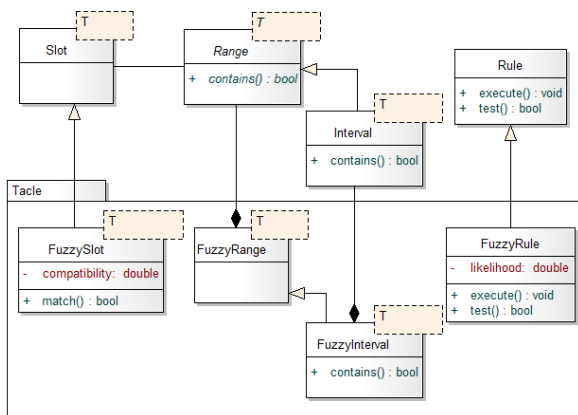 T
Slot
T
Range
+ contains() : bool
Rule
+ execute() : void
+ test() : bool
T
Interval
+ contains() : bool
Tacle
T
FuzzySlot
- compatibility: double
+ match() : bool
T
FuzzyRange
FuzzyRule
- likelihood: double
+ execute() : void
+ test() : bool
T
FuzzyInterval
+ contains() : bool